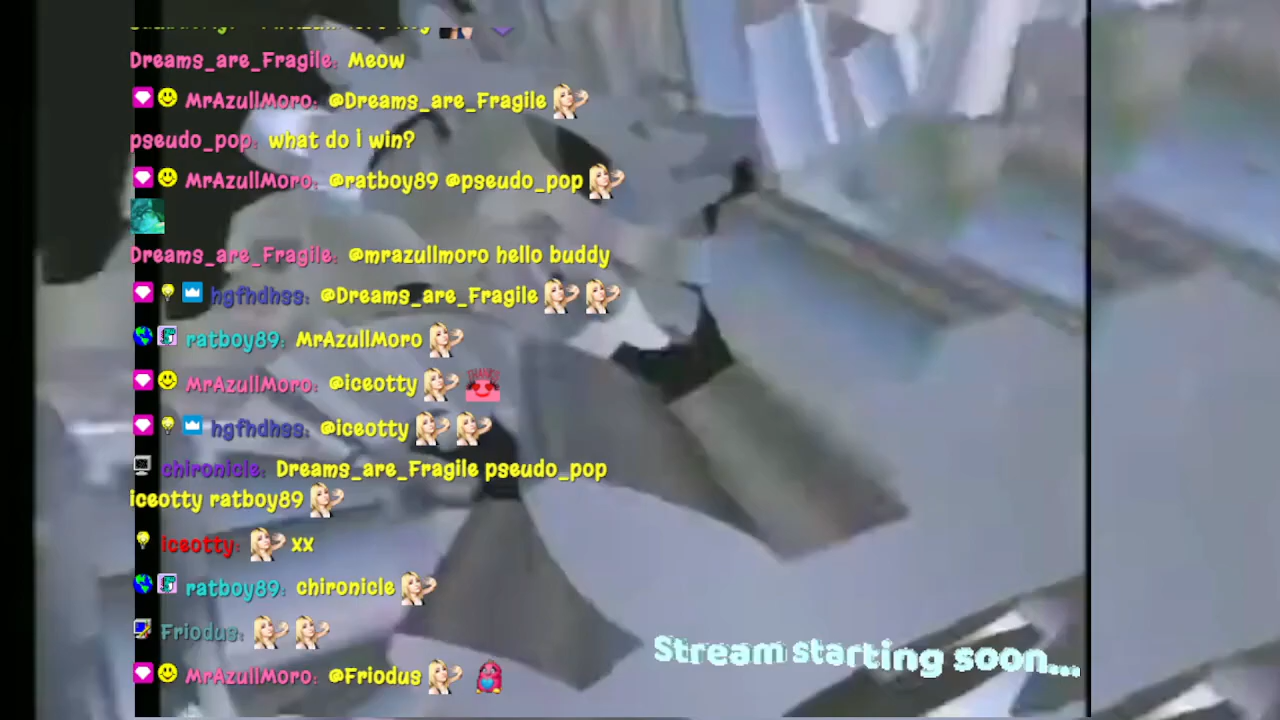 Dreams_are_Fragile: Meow
MrAzullMoro: @Dreams_are_Fragile
pseudo_pop: what do i win?
MrAzullMoro: @ratboy89 @pseudo_pop
Dreams_are_Fragile: @mrazullmoro hello buddy
hgfhdhss: @Dreams_are_Fragile
ratboy89: MrAzullMoro
MrAzullMoro: @iceotty THANKS
hgfhdhss: @iceotty
chironicle: Dreams_are_Fragile pseudo_pop
iceotty ratboy89
iceotty: xx
ratboy89: chironicle
Friodus:
Stream starting soon...
MrAzullMoro: @Friodus